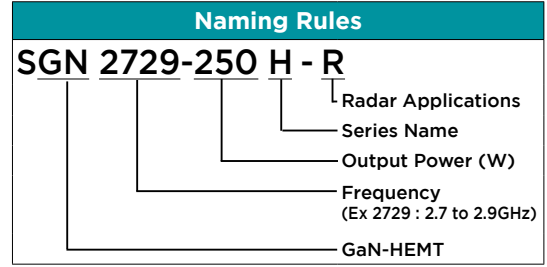 Naming Rules
SGN 2729-250 H - R
Radar Applications
Series Name
Output Power (W)
Frequency
(Ex 2729 : 2.7 to 2.9GHz)
GaN-HEMT